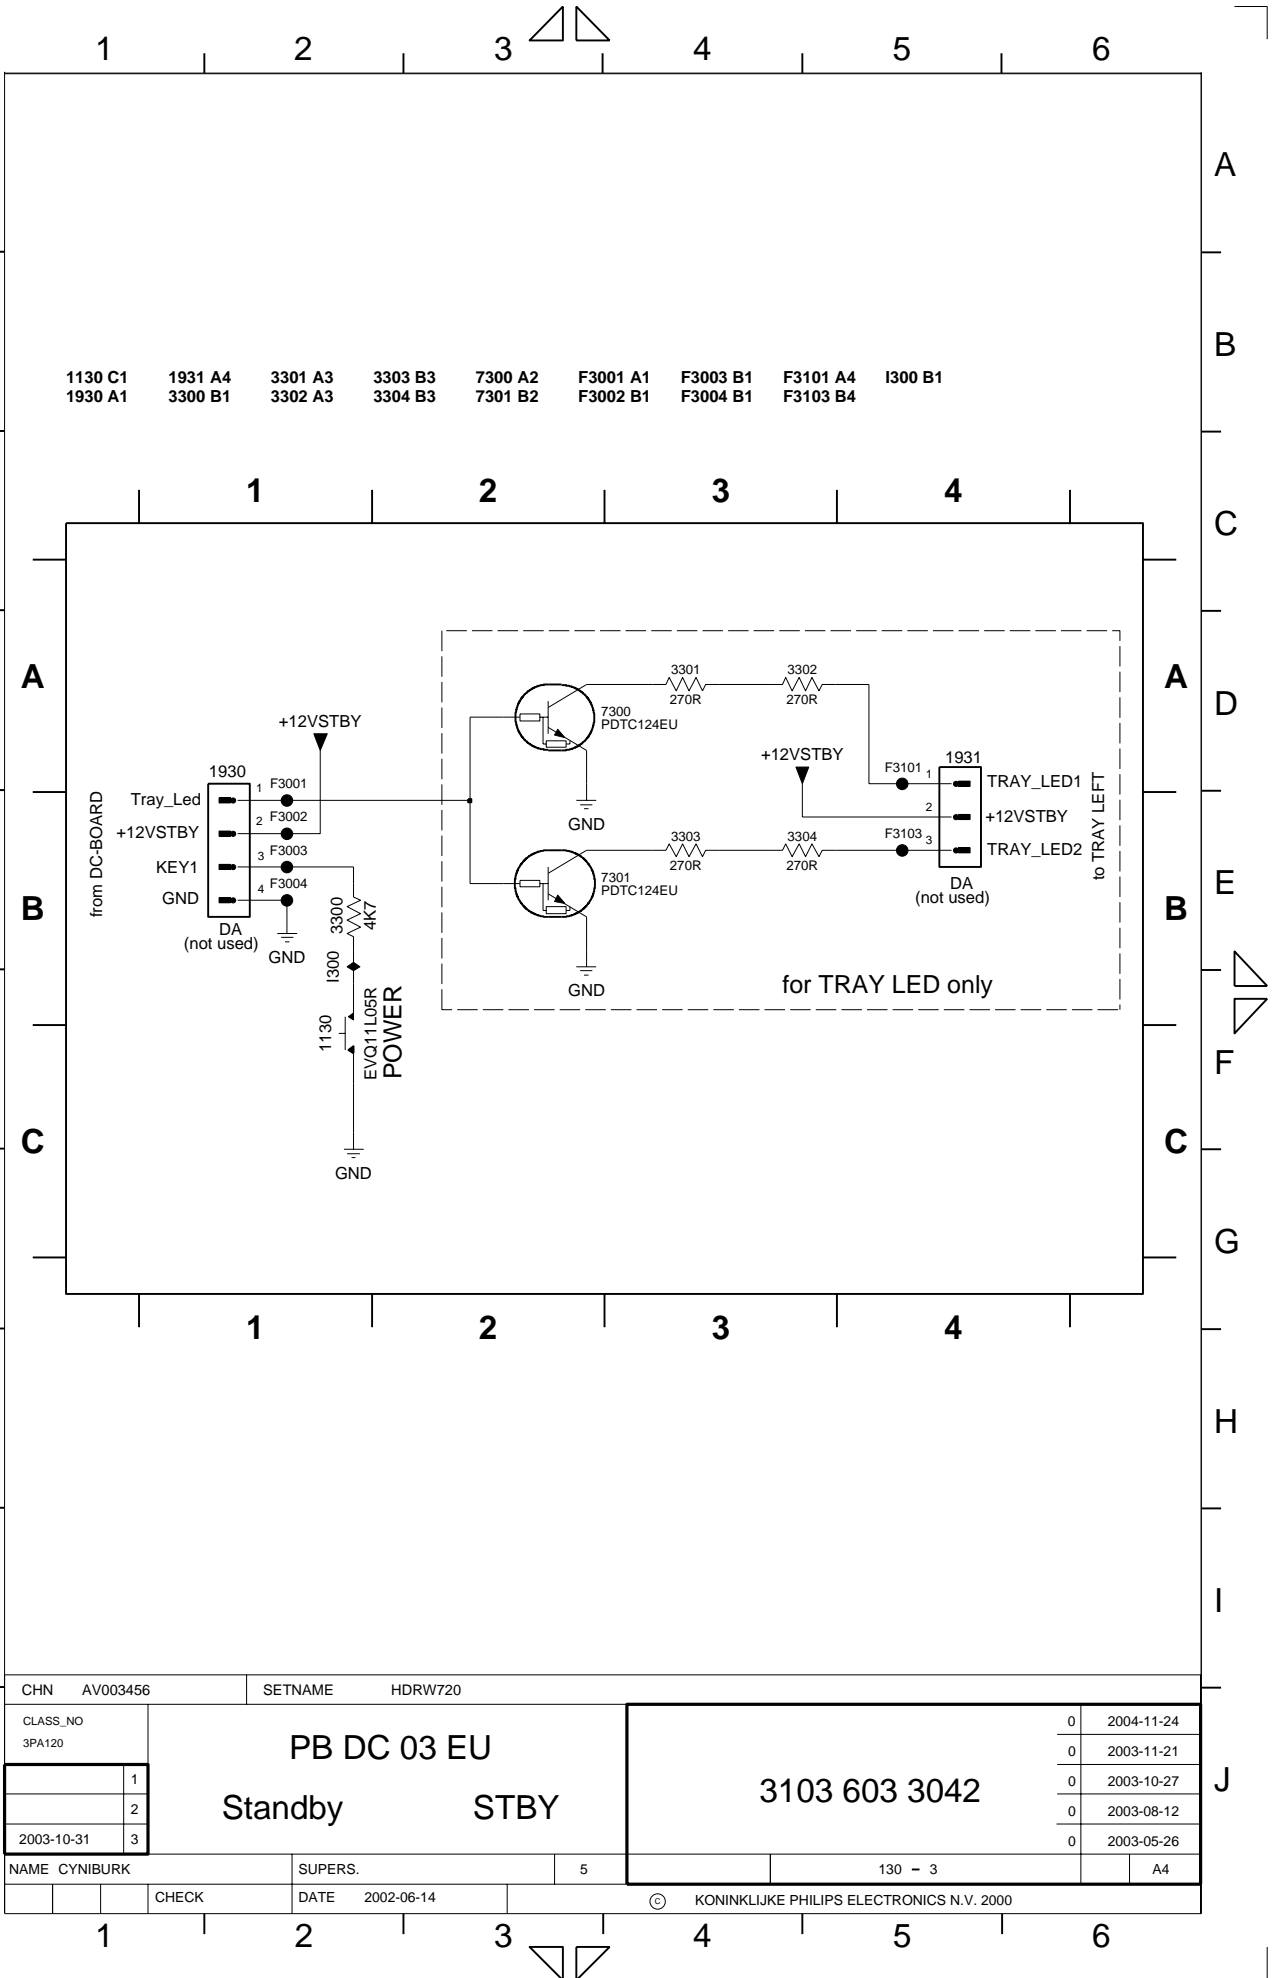 1 2 3 4 5 6
A
B
1130 C1 1931 A4 3301 A3 3303 B3 7300 A2 F3001 A1 F3003 B1 F3101 A4 I300 B1
1930 A1 3300 B1 3302 A3 3304 B3 7301 B2 F3002 B1 F3004 B1 F3103 B4
1 2 3 4
C
A A
D
3301 3302
270R 270R
7300
PDTC124EU
+12VSTBY
+12VSTBY
1930
1931
from DC-BOARD
Tray_Led 1 F3001
+12VSTBY 2 F3002
KEY1 3 F3003
GND 4 F3004
DA
(not used)
GND
GND
F3101 1 TRAY_LED1
2 +12VSTBY
F3103 3 TRAY_LED2
to TRAY LEFT
DA
(not used)
3303 3304
270R 270R
7301
PDTC124EU
E
B B
3300
4K7
I300
GND
for TRAY LED only
1130
EVQ11L05R
POWER
F
C C
GND
G
1 2 3 4
H
I
CHN AV003456 SETNAME HDRW720
CLASS_NO
3PA120
PB DC 03 EU
Standby STBY
3103 603 3042
0 2004-11-24
0 2003-11-21
0 2003-10-27
0 2003-08-12
0 2003-05-26
J
1
2
2003-10-31 3
NAME CYNIBURK SUPERS. 5 130 – 3 A4
CHECK DATE 2002-06-14 © KONINKLIJKE PHILIPS ELECTRONICS N.V. 2000
1 2 3 4 5 6